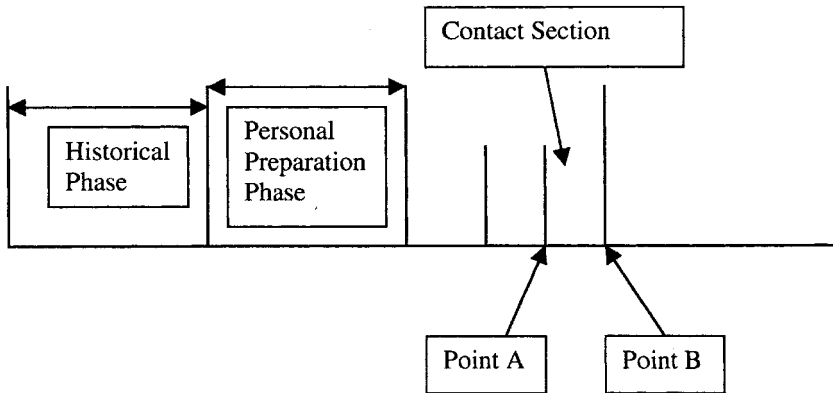 Contact Section
Historical
Phase
Personal
Preparation
Phase
Point A
Point B